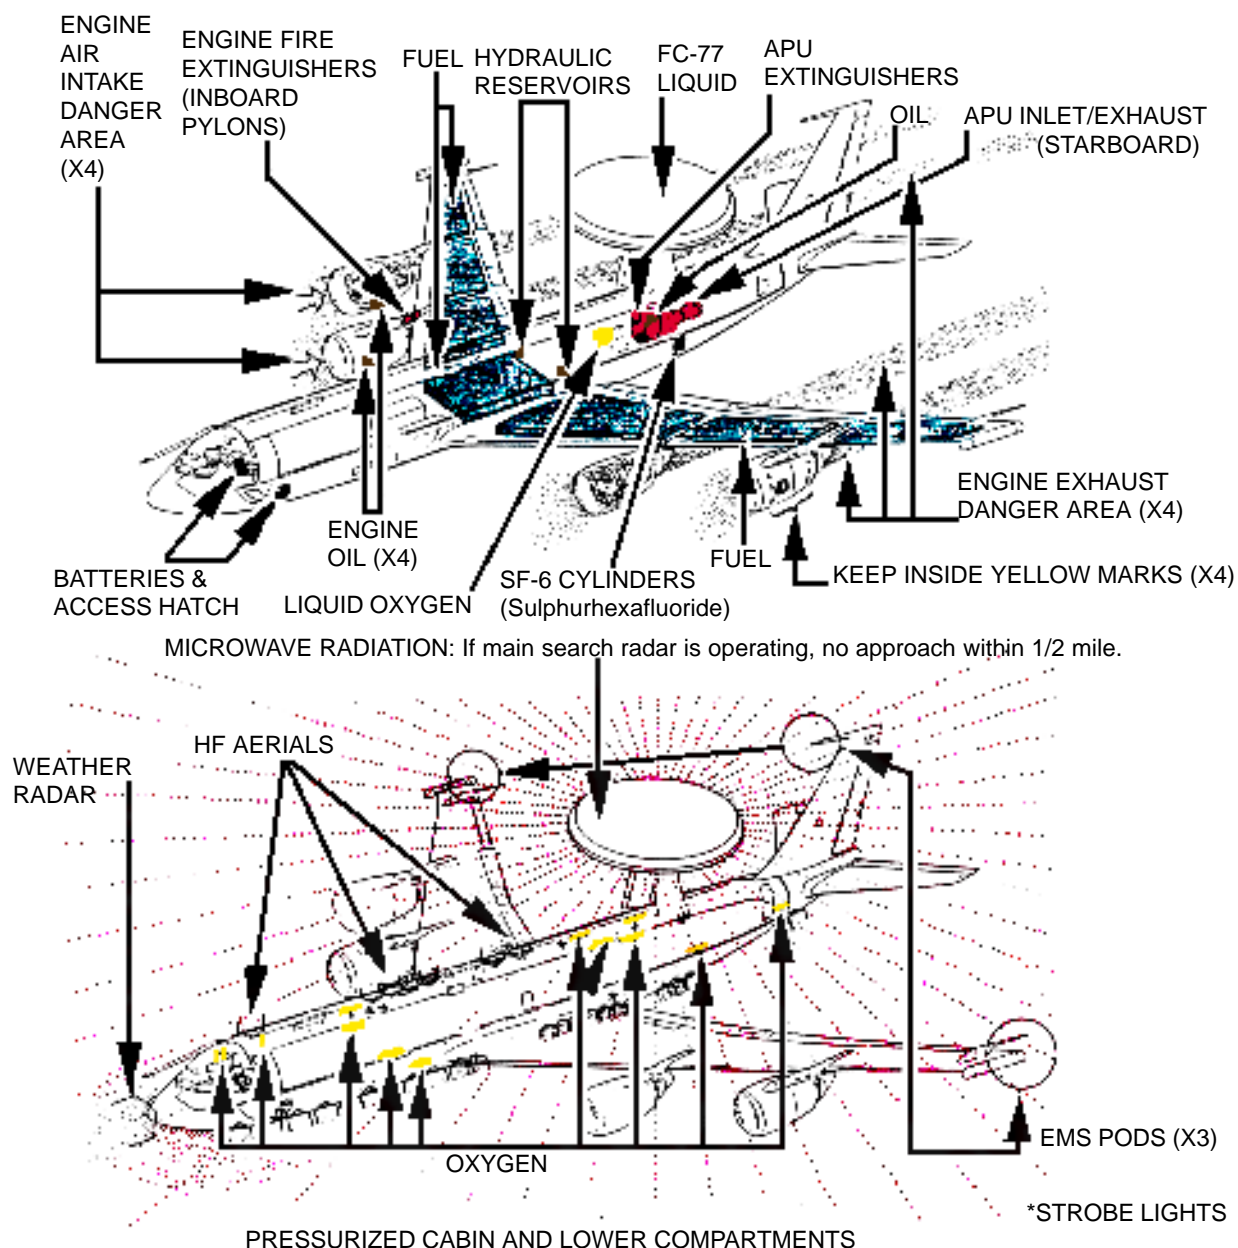 ENGINE
AIR
INTAKE
DANGER
AREA
(X4)
ENGINE FIRE
EXTINGUISHERS
(INBOARD
PYLONS)
FUEL
HYDRAULIC
RESERVOIRS
FC-77
LIQUID
APU
EXTINGUISHERS
OIL
APU INLET/EXHAUST
(STARBOARD)
ENGINE EXHAUST
DANGER AREA (X4)
ENGINE
OIL (X4)
FUEL
BATTERIES &
ACCESS HATCH
LIQUID OXYGEN
SF-6 CYLINDERS
(Sulphurhexafluoride)
KEEP INSIDE YELLOW MARKS (X4)
MICROWAVE RADIATION: If main search radar is operating, no approach within 1/2 mile.
HF AERIALS
WEATHER
RADAR
EMS PODS (X3)
OXYGEN
*STROBE LIGHTS
PRESSURIZED CABIN AND LOWER COMPARTMENTS